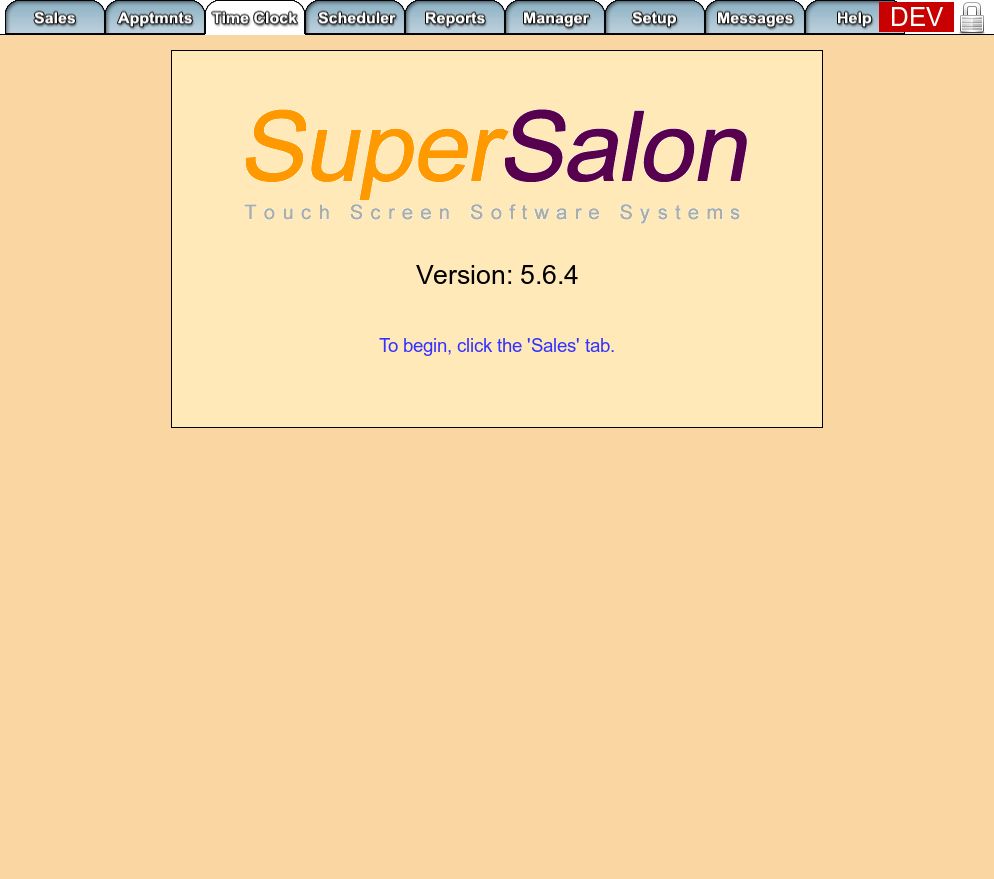 Sales Apptmnts Time Clock Scheduler Reports Manager Setup Messages Help DEV
SuperSalon
Touch Screen Software Systems
Version: 5.6.4
To begin, click the 'Sales' tab.